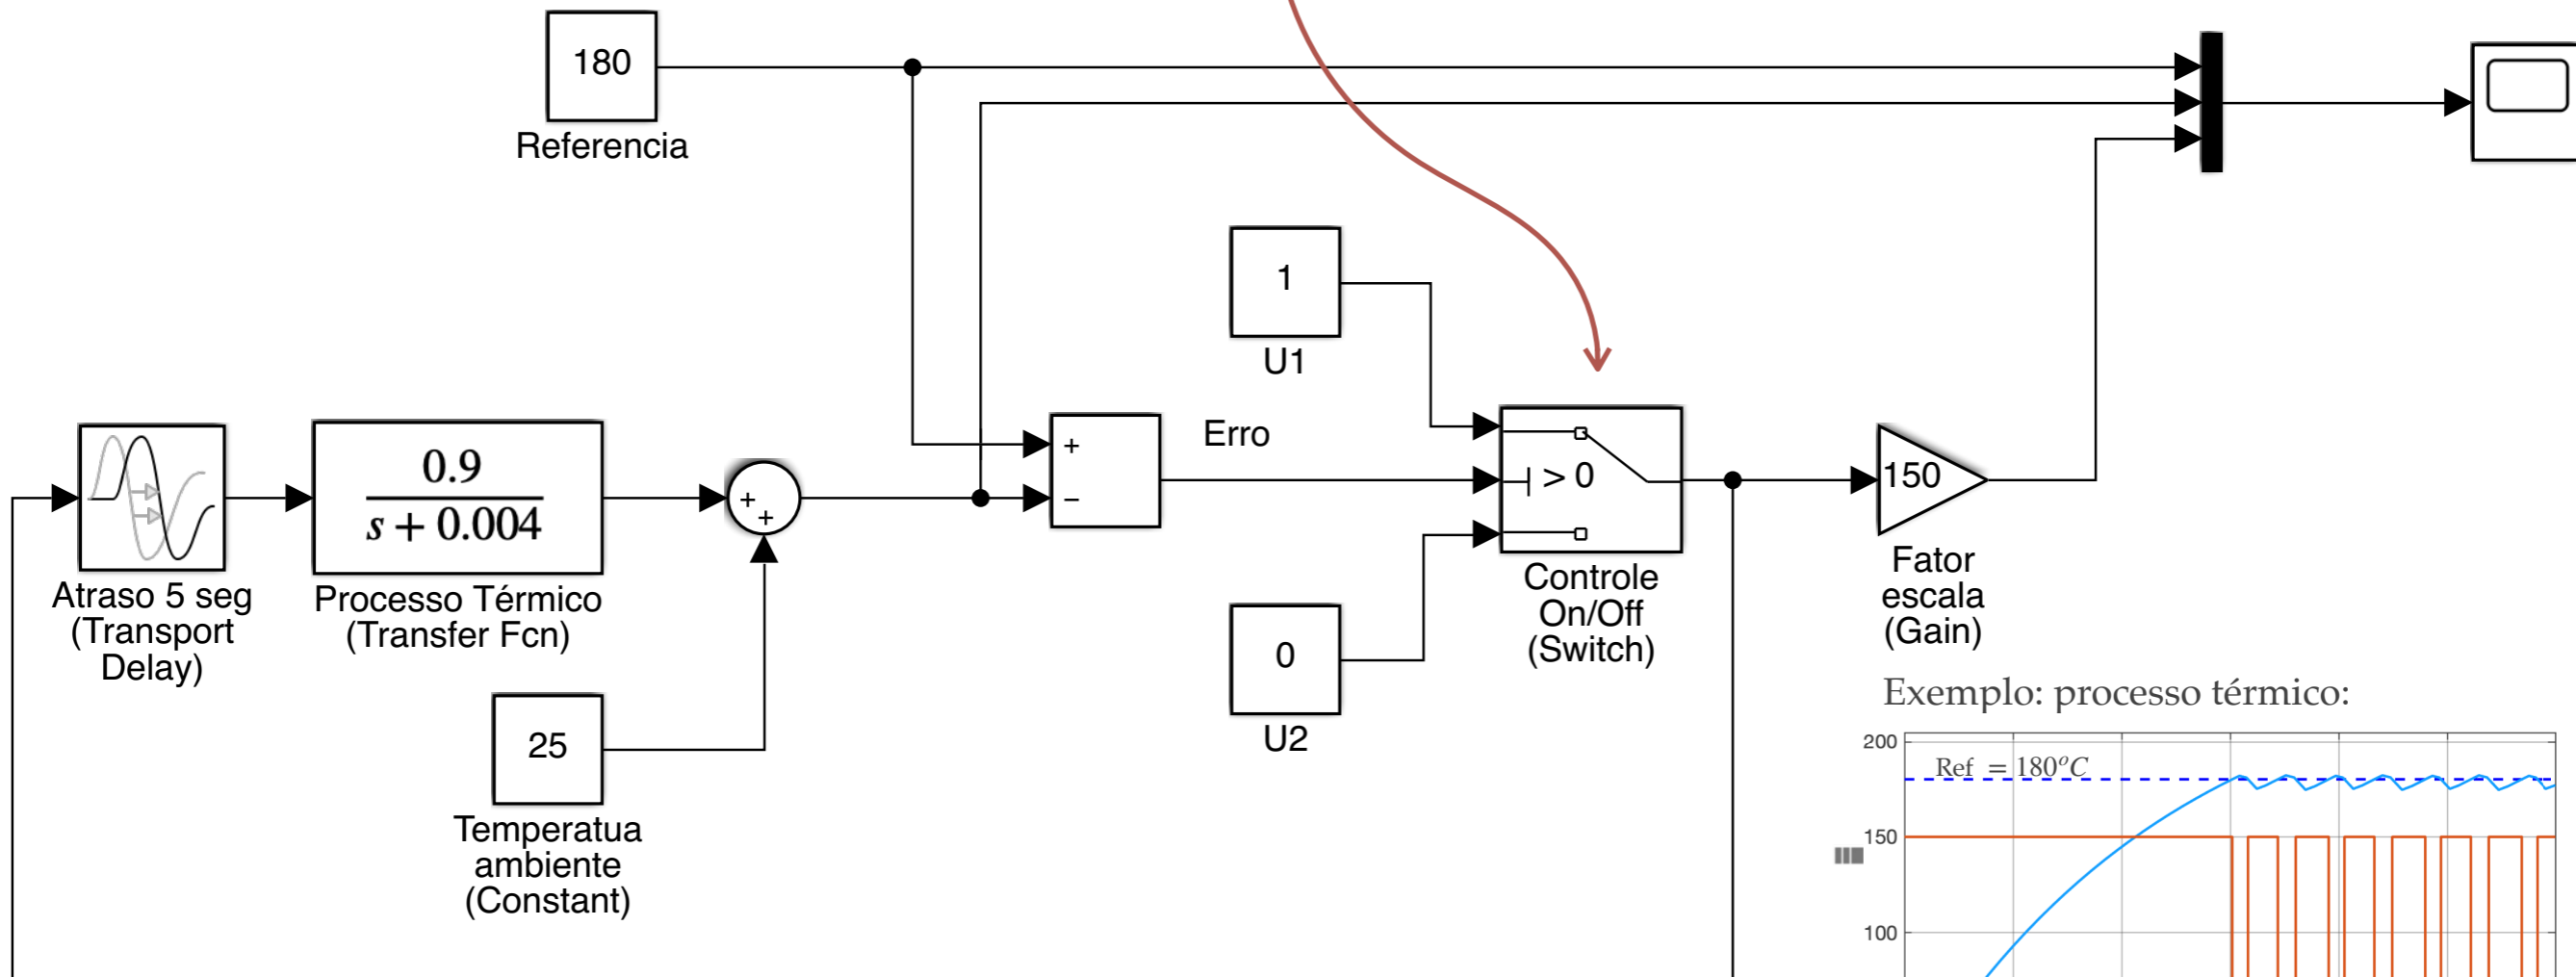 180
Referencia
1
U1
Erro
+
−
> 0
150
0.9
s + 0.004
+
+
Atraso 5 seg
(Transport
Delay)
Processo Térmico
(Transfer Fcn)
Controle
On/Off
(Switch)
Fator
escala
(Gain)
0
U2
25
Temperatua
ambiente
(Constant)
Exemplo: processo térmico:
200
Ref = 180°C
150
100